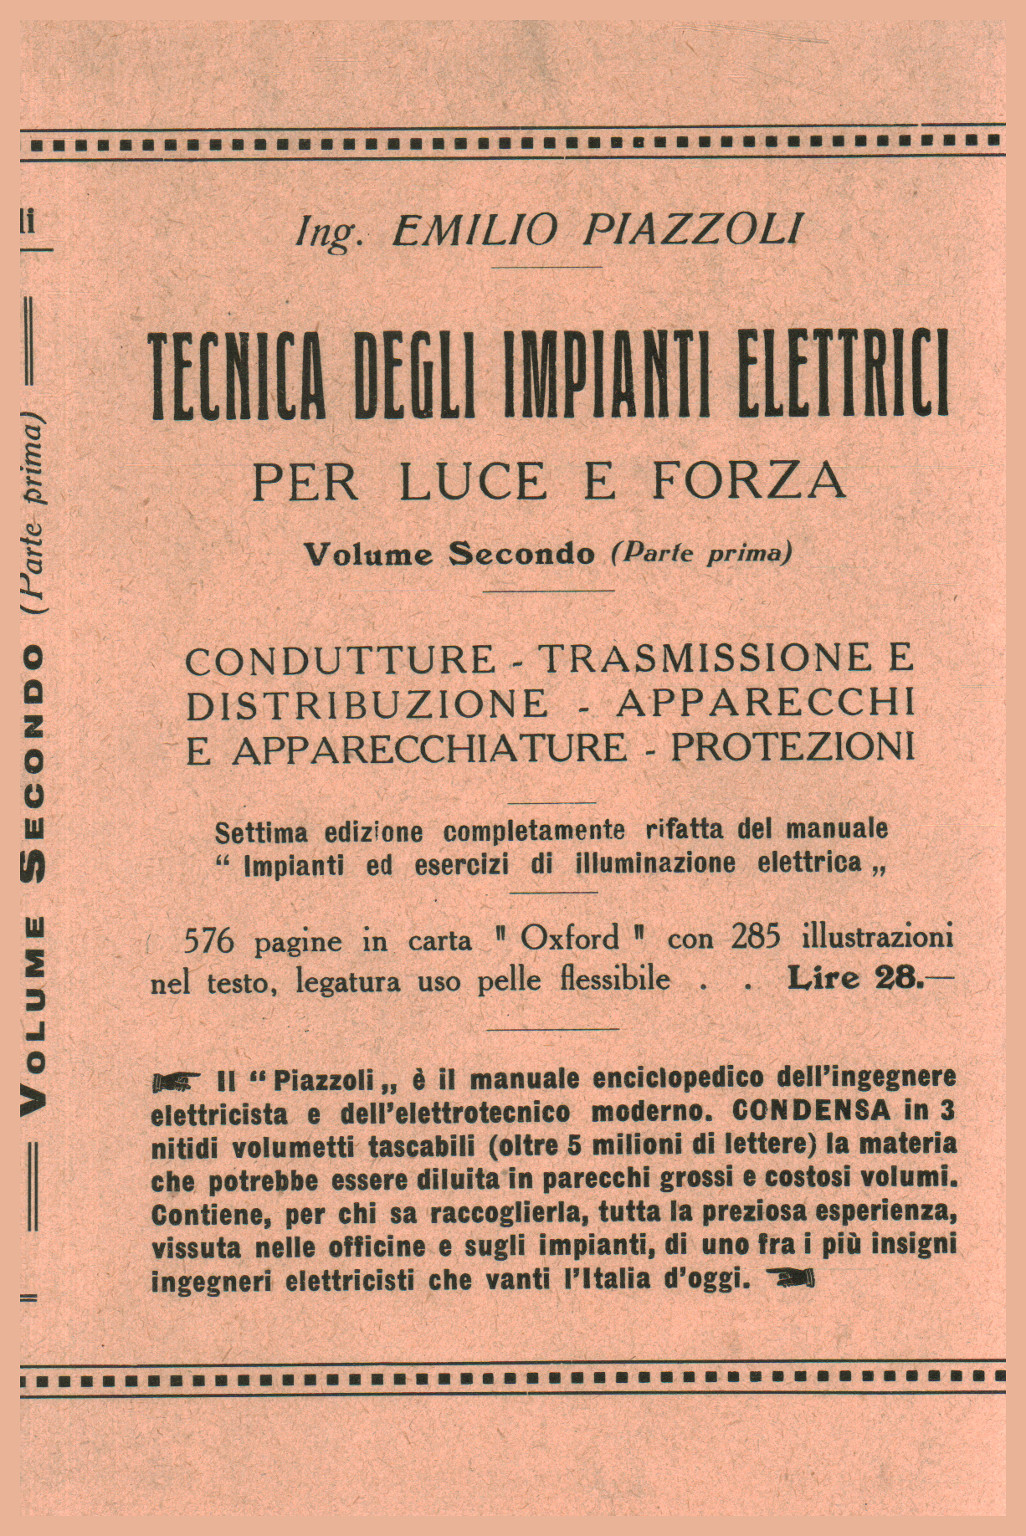 Ing. EMILIO PIAZZOLI
TECNICA DEGLI IMPIANTI ELETTRICI
PER LUCE E FORZA
Volume Secondo (Parte prima)
CONDUTTURE - TRASMISSIONE E
DISTRIBUZIONE - APPARECCHI
E APPARECCHIATURE - PROTEZIONI
Settima edizione completamente rifatta del manuale
“ Impianti ed esercizi di illuminazione elettrica „
576 pagine in carta " Oxford " con 285 illustrazioni
nel testo, legatura uso pelle flessibile . . Lire 28.—
Il “ Piazzoli „ è il manuale enciclopedico dell'ingegnere
elettricista e dell'elettrotecnico moderno. CONDENSA in 3
nitidi volumetti tascabili (oltre 5 milioni di lettere) la materia
che potrebbe essere diluita in parecchi grossi e costosi volumi.
Contiene, per chi sa raccoglierla, tutta la preziosa esperienza,
vissuta nelle officine e sugli impianti, di uno fra i più insigni
ingegneri elettricisti che vanti l'Italia d'oggi.
li
VOLUME SECONDO (Parte prima)